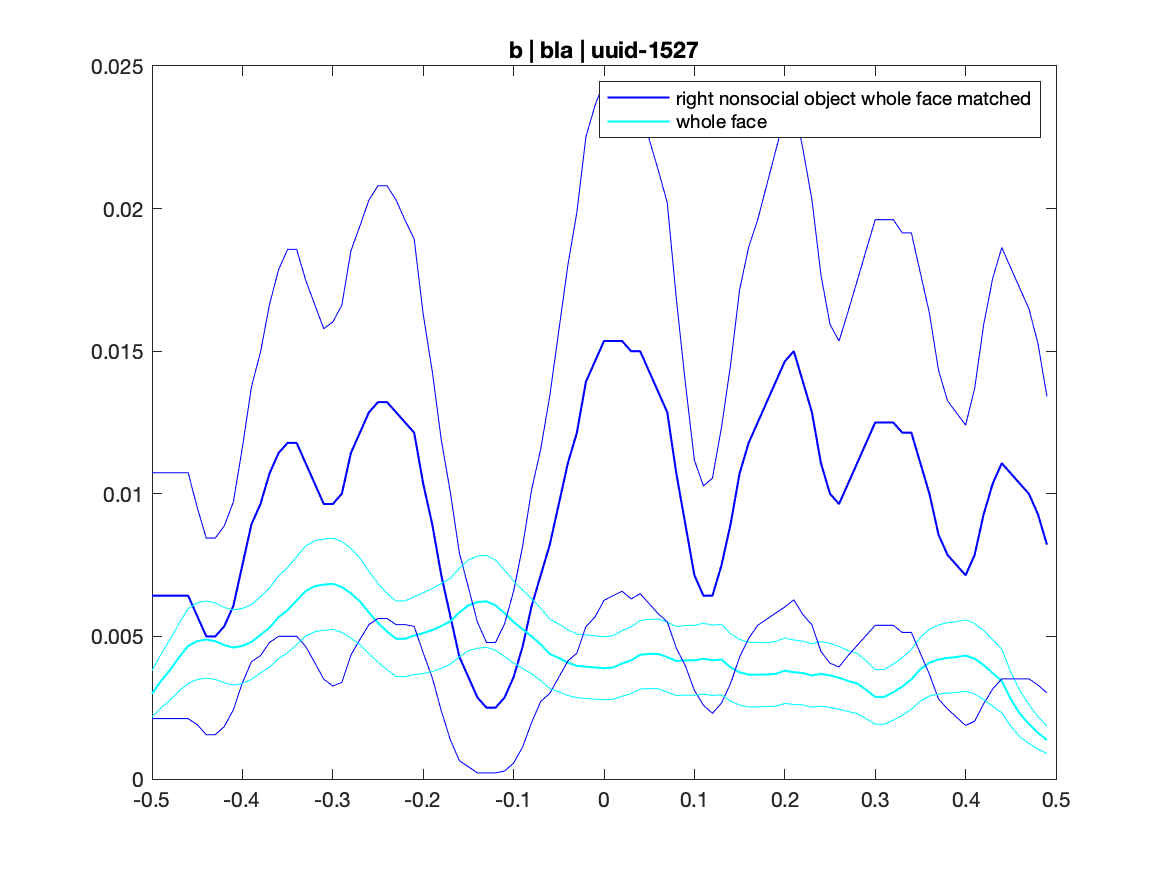 b | bla | uuid-1527
0.025
right nonsocial object whole face matched
whole face
0.02
0.015
0.01
0.005
0
-0.5 -0.4 -0.3 -0.2 -0.1 0 0.1 0.2 0.3 0.4 0.5